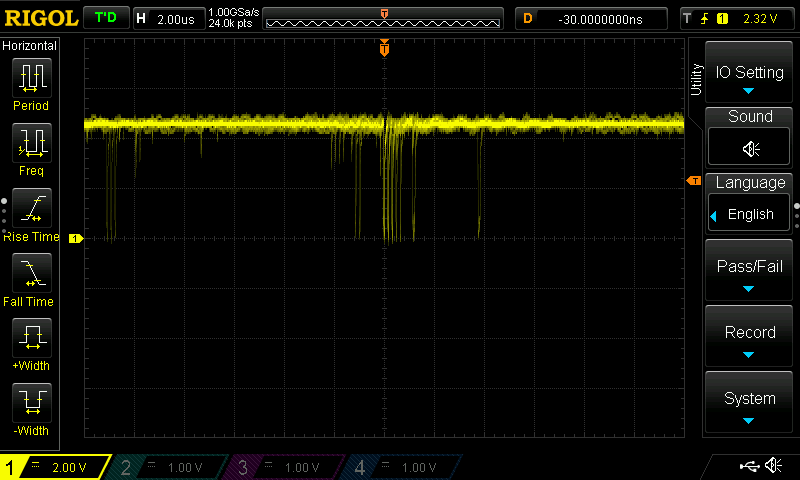 RIGOL T'D H 2.00us 1.00GSa/s
24.0k pts
T
D -30.0000000ns T 1 2.32 V
Horizontal
Period
Freq
Rise Time
Fall Time
+Width
-Width
T
T
1
Utility
IO Setting
Sound
Language
English
Pass/Fail
Record
System
1 2.00 V 2 1.00 V 3 1.00 V 4 1.00 V